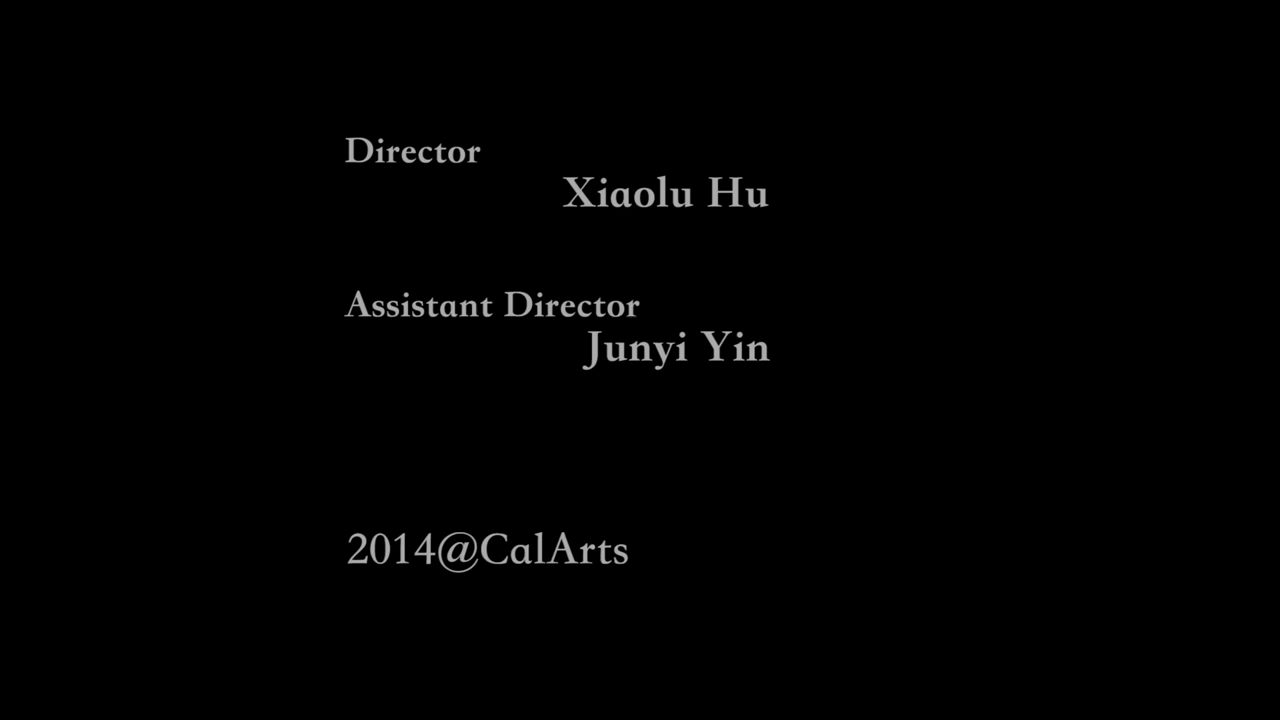 Director
Xiaolu Hu
Assistant Director
Junyi Yin
2014@CalArts